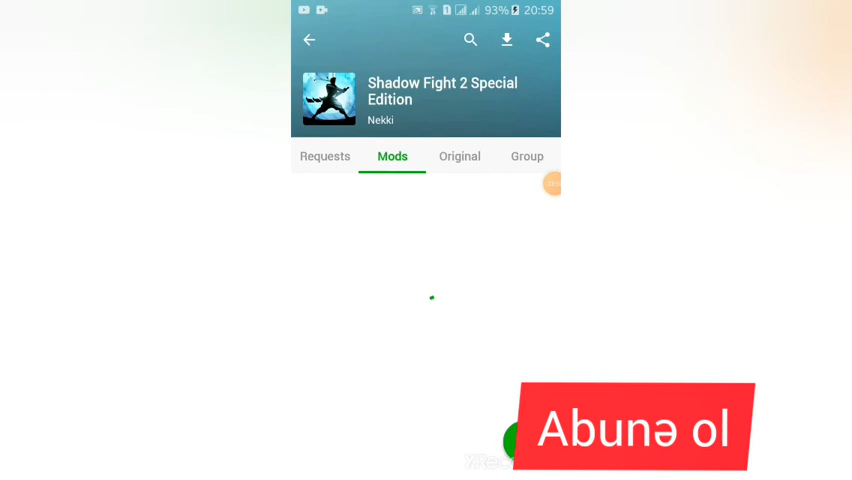 93% 20:59
Shadow Fight 2 Special
Edition
Nekki
Requests Mods Original Group
Abunə ol